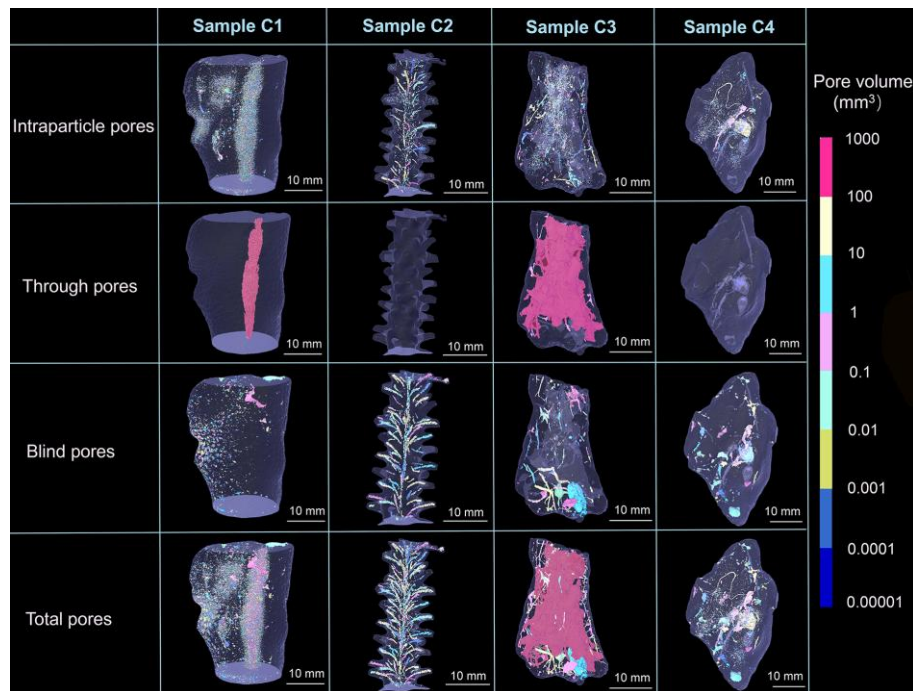 Sample C1 Sample C2 Sample C3 Sample C4
Pore volume
(mm³)
Intraparticle pores
10 mm 10 mm 10 mm 10 mm
Through pores
10 mm 10 mm 10 mm 10 mm
Blind pores
10 mm 10 mm 10 mm 10 mm
Total pores
10 mm 10 mm 10 mm 10 mm
1000
100
10
1
0.1
0.01
0.001
0.0001
0.00001